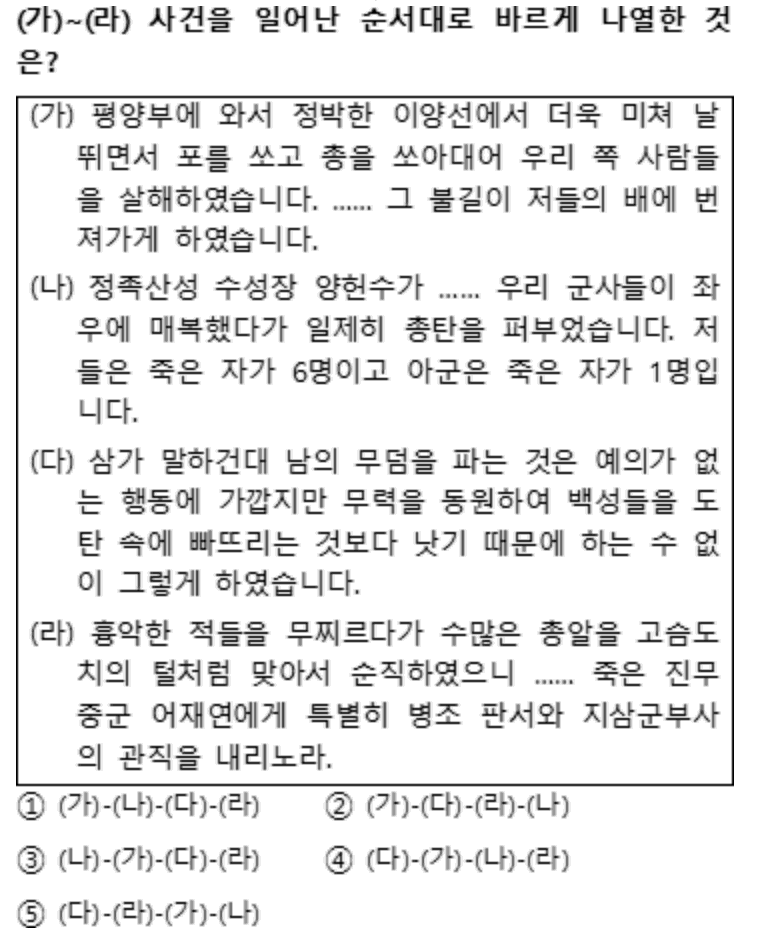 (가)~(라) 사건을 일어난 순서대로 바르게 나열한 것
은?
(가) 평양부에 와서 정박한 이양선에서 더욱 미쳐 날
뛰면서 포를 쏘고 총을 쏘아대어 우리 쪽 사람들
을 살해하였습니다. …… 그 불길이 저들의 배에 번
져가게 하였습니다.
(나) 정족산성 수성장 양헌수가 …… 우리 군사들이 좌
우에 매복했다가 일제히 총탄을 퍼부었습니다. 저
들은 죽은 자가 6명이고 아군은 죽은 자가 1명입
니다.
(다) 삼가 말하건대 남의 무덤을 파는 것은 예의가 없
는 행동에 가깝지만 무력을 동원하여 백성들을 도
탄 속에 빠뜨리는 것보다 낫기 때문에 하는 수 없
이 그렇게 하였습니다.
(라) 흉악한 적들을 무찌르다가 수많은 총알을 고슴도
치의 털처럼 맞아서 순직하였으니 …… 죽은 진무
중군 어재연에게 특별히 병조 판서와 지삼군부사
의 관직을 내리노라.
① (가)-(나)-(다)-(라) ② (가)-(다)-(라)-(나)
③ (나)-(가)-(다)-(라) ④ (다)-(가)-(나)-(라)
⑤ (다)-(라)-(가)-(나)